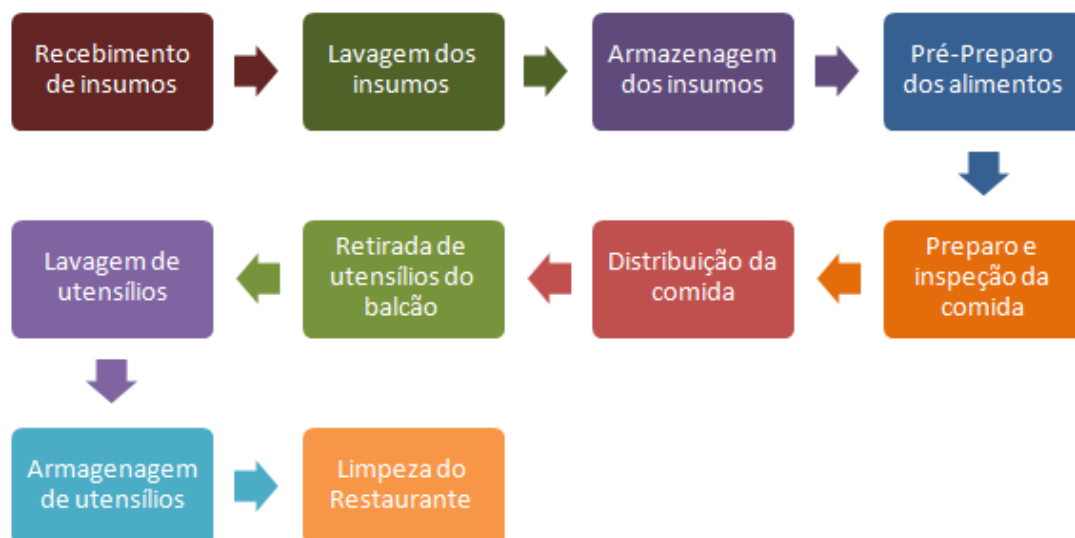 Recebimento
de insumos
Lavagem dos
insumos
Armazenagem
dos insumos
Pré-Preparo
dos alimentos
Preparo e
inspeção da
comida
Distribuição da
comida
Retirada de
utensílios do
balcão
Lavagem de
utensílios
Armagenagem
de utensílios
Limpeza do
Restaurante